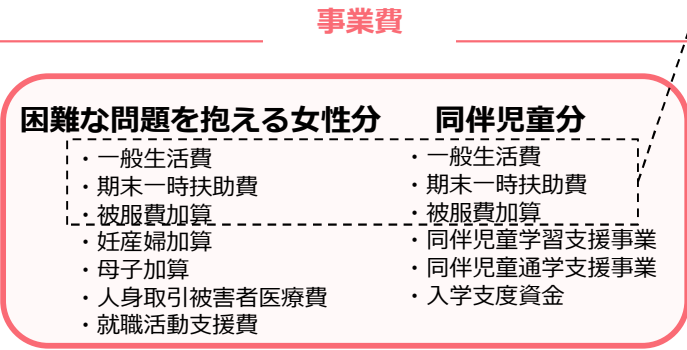 事業費
困難な問題を抱える女性分
・一般生活費
・期末一時扶助費
・被服費加算
・妊産婦加算
・母子加算
・人身取引被害者医療費
・就職活動支援費
同伴児童分
・一般生活費
・期末一時扶助費
・被服費加算
・同伴児童学習支援事業
・同伴児童通学支援事業
・入学支度資金